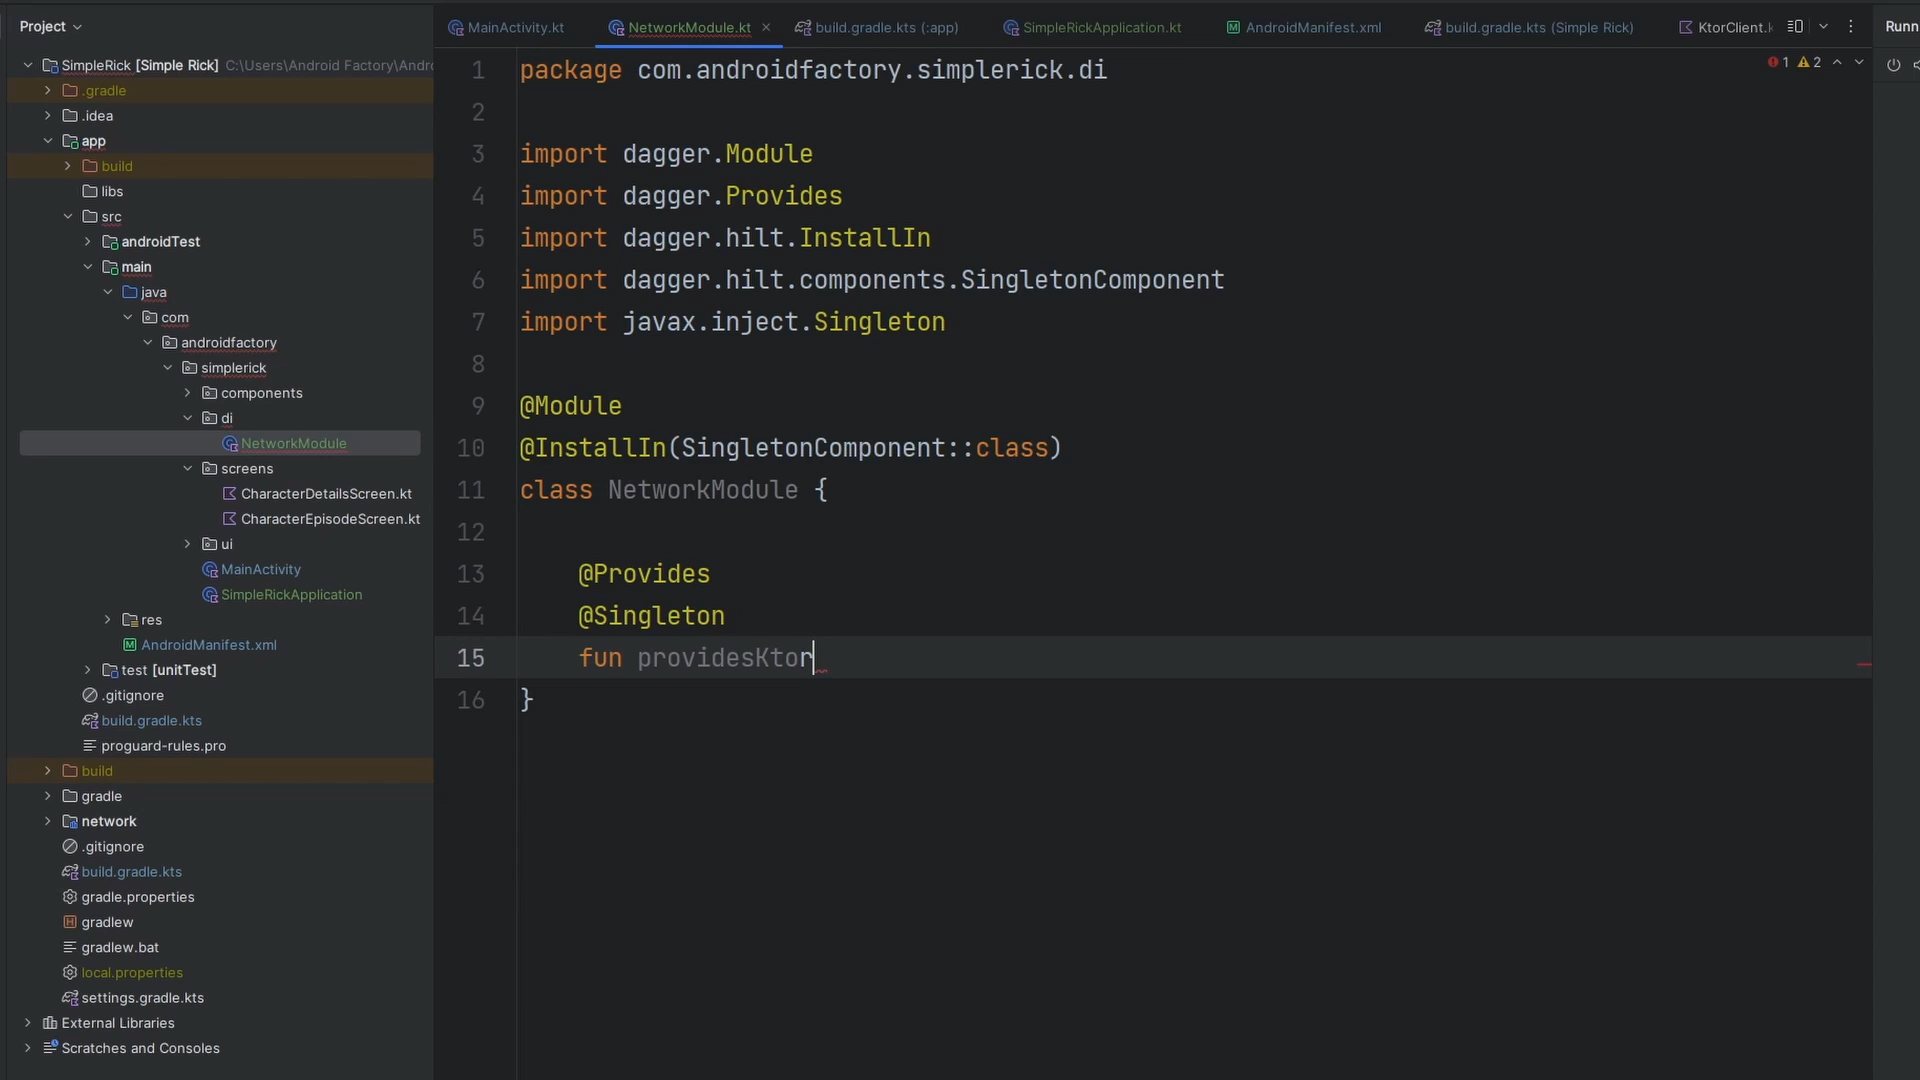 Project
MainActivity.kt
NetworkModule.kt
build.gradle.kts (:app)
SimpleRickApplication.kt
AndroidManifest.xml
build.gradle.kts (Simple Rick)
KtorClient.k
Runn
SimpleRick [Simple Rick] C:\Users\Android Factory\Andro
.gradle
.idea
app
build
libs
src
androidTest
main
java
com
androidfactory
simplerick
components
di
NetworkModule
screens
CharacterDetailsScreen.kt
CharacterEpisodeScreen.kt
ui
MainActivity
SimpleRickApplication
res
AndroidManifest.xml
test [unitTest]
.gitignore
build.gradle.kts
proguard-rules.pro
build
gradle
network
.gitignore
build.gradle.kts
gradle.properties
gradlew
gradlew.bat
local.properties
settings.gradle.kts
External Libraries
Scratches and Consoles
1 package com.androidfactory.simplerick.di
1 2
2
3 import dagger.Module
4 import dagger.Provides
5 import dagger.hilt.InstallIn
6 import dagger.hilt.components.SingletonComponent
7 import javax.inject.Singleton
8
9 @Module
10 @InstallIn(SingletonComponent::class)
11 class NetworkModule {
12
13 @Provides
14 @Singleton
15 fun providesKtor
16 }